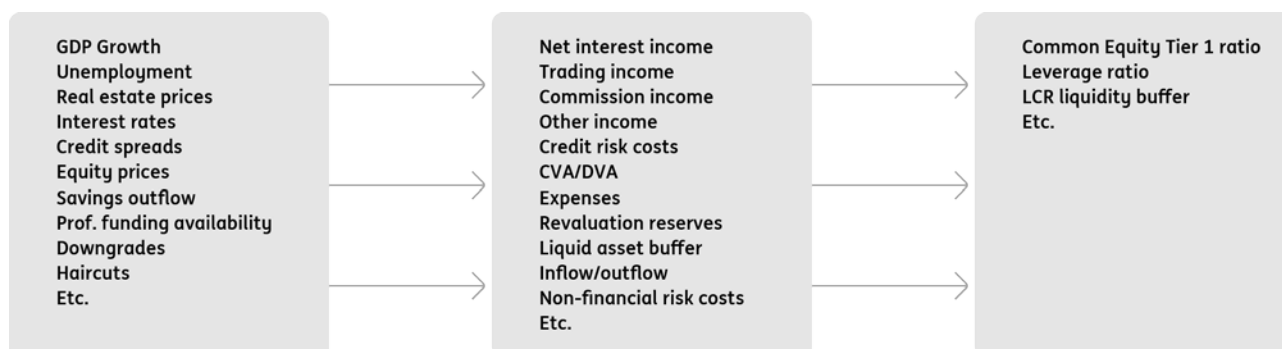 GDP Growth
Unemployment
Real estate prices
Interest rates
Credit spreads
Equity prices
Savings outflow
Prof. funding availability
Downgrades
Haircuts
Etc.
Net interest income
Trading income
Commission income
Other income
Credit risk costs
CVA/DVA
Expenses
Revaluation reserves
Liquid asset buffer
Inflow/outflow
Non-financial risk costs
Etc.
Common Equity Tier 1 ratio
Leverage ratio
LCR liquidity buffer
Etc.